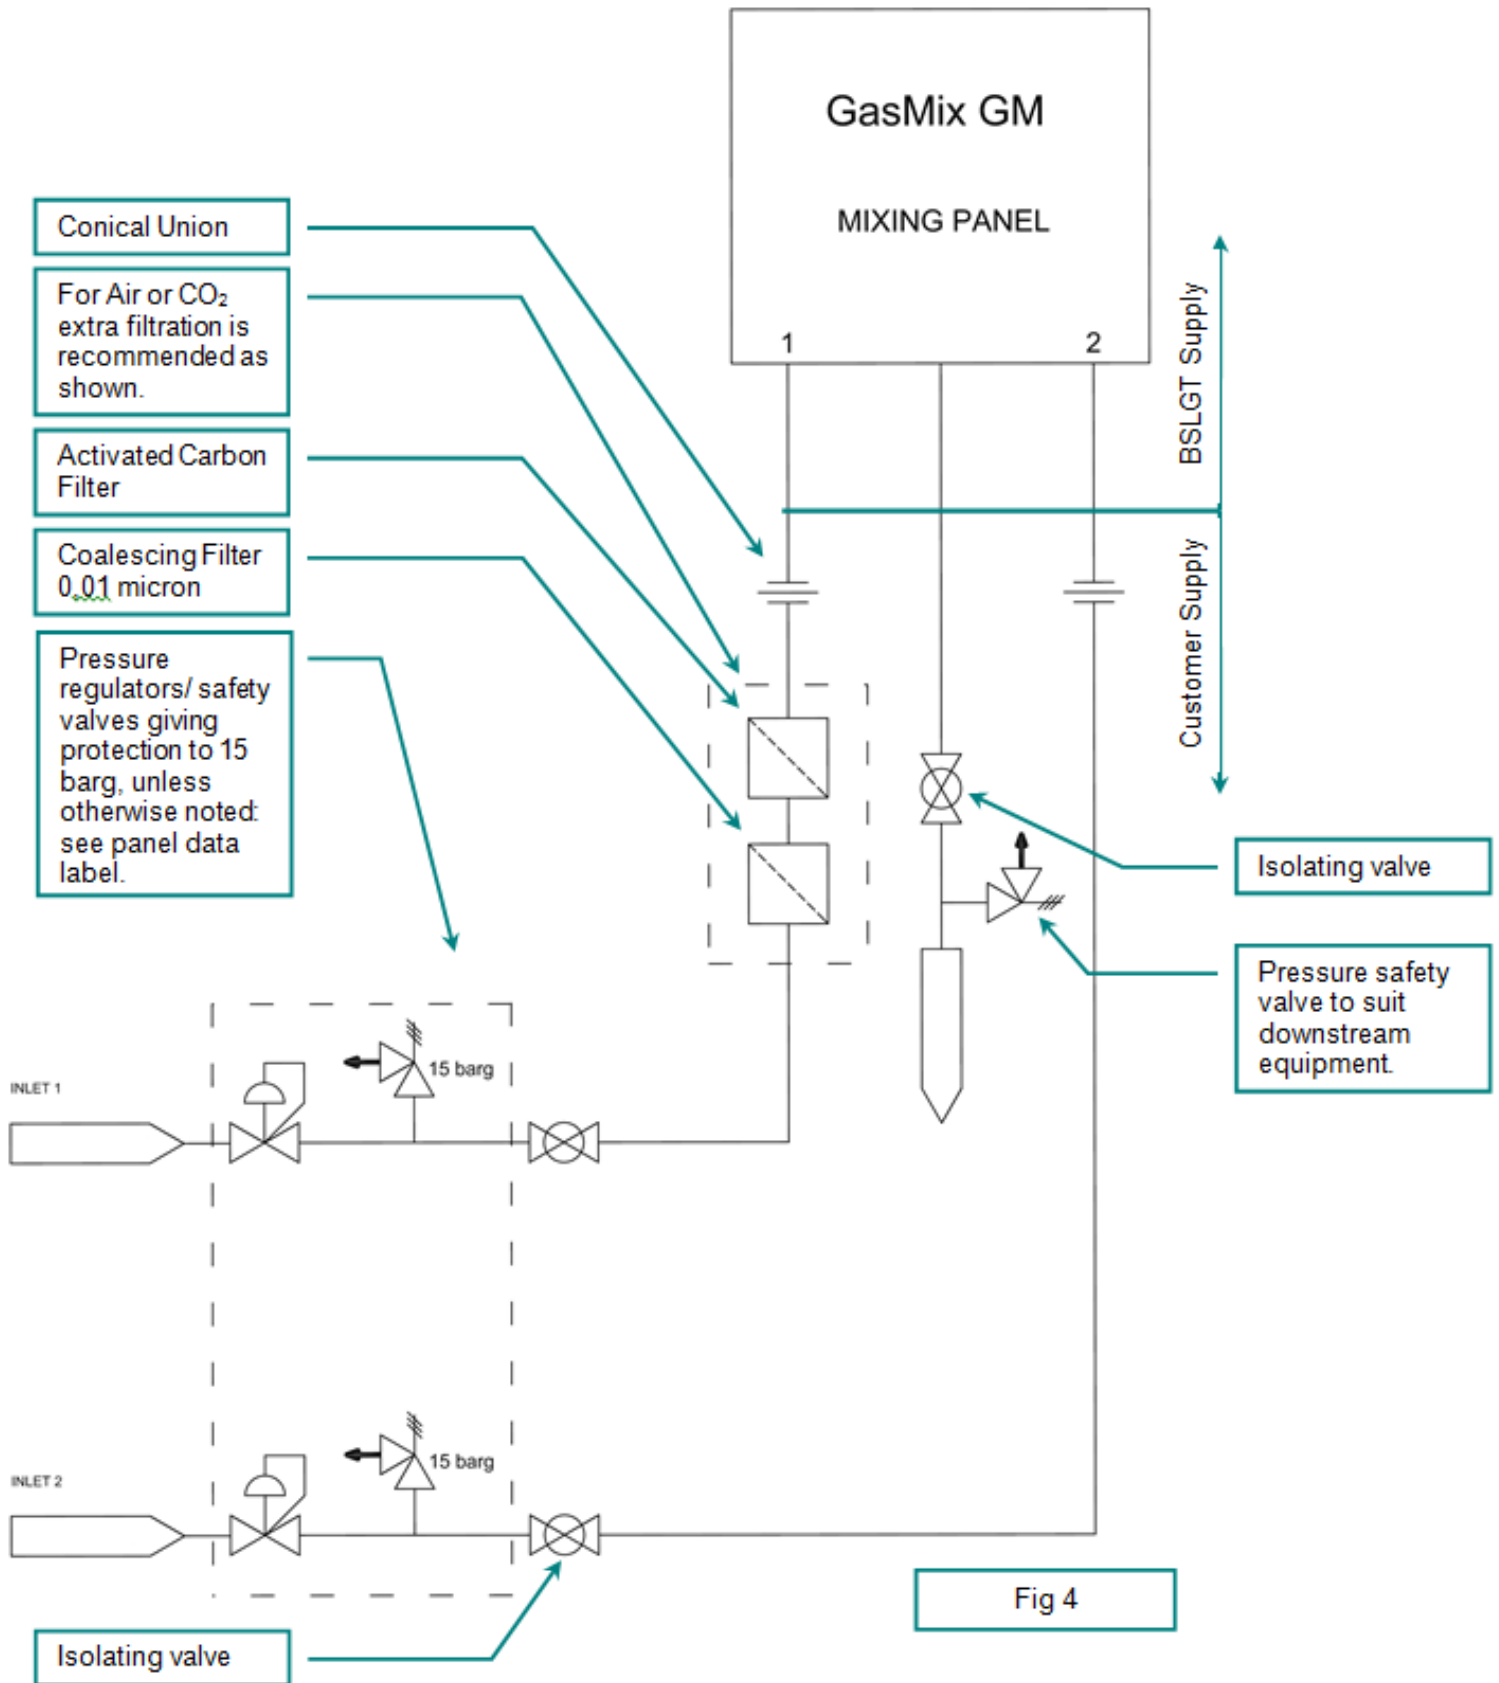 GasMix GM
MIXING PANEL
1
2
BSLGT Supply
Customer Supply
Conical Union
For Air or CO₂
extra filtration is
recommended as
shown.
Activated Carbon
Filter
Coalescing Filter
0.01 micron
Pressure
regulators/ safety
valves giving
protection to 15
barg, unless
otherwise noted:
see panel data
label.
Isolating valve
Pressure safety
valve to suit
downstream
equipment.
INLET 1
15 barg
INLET 2
15 barg
Fig 4
Isolating valve